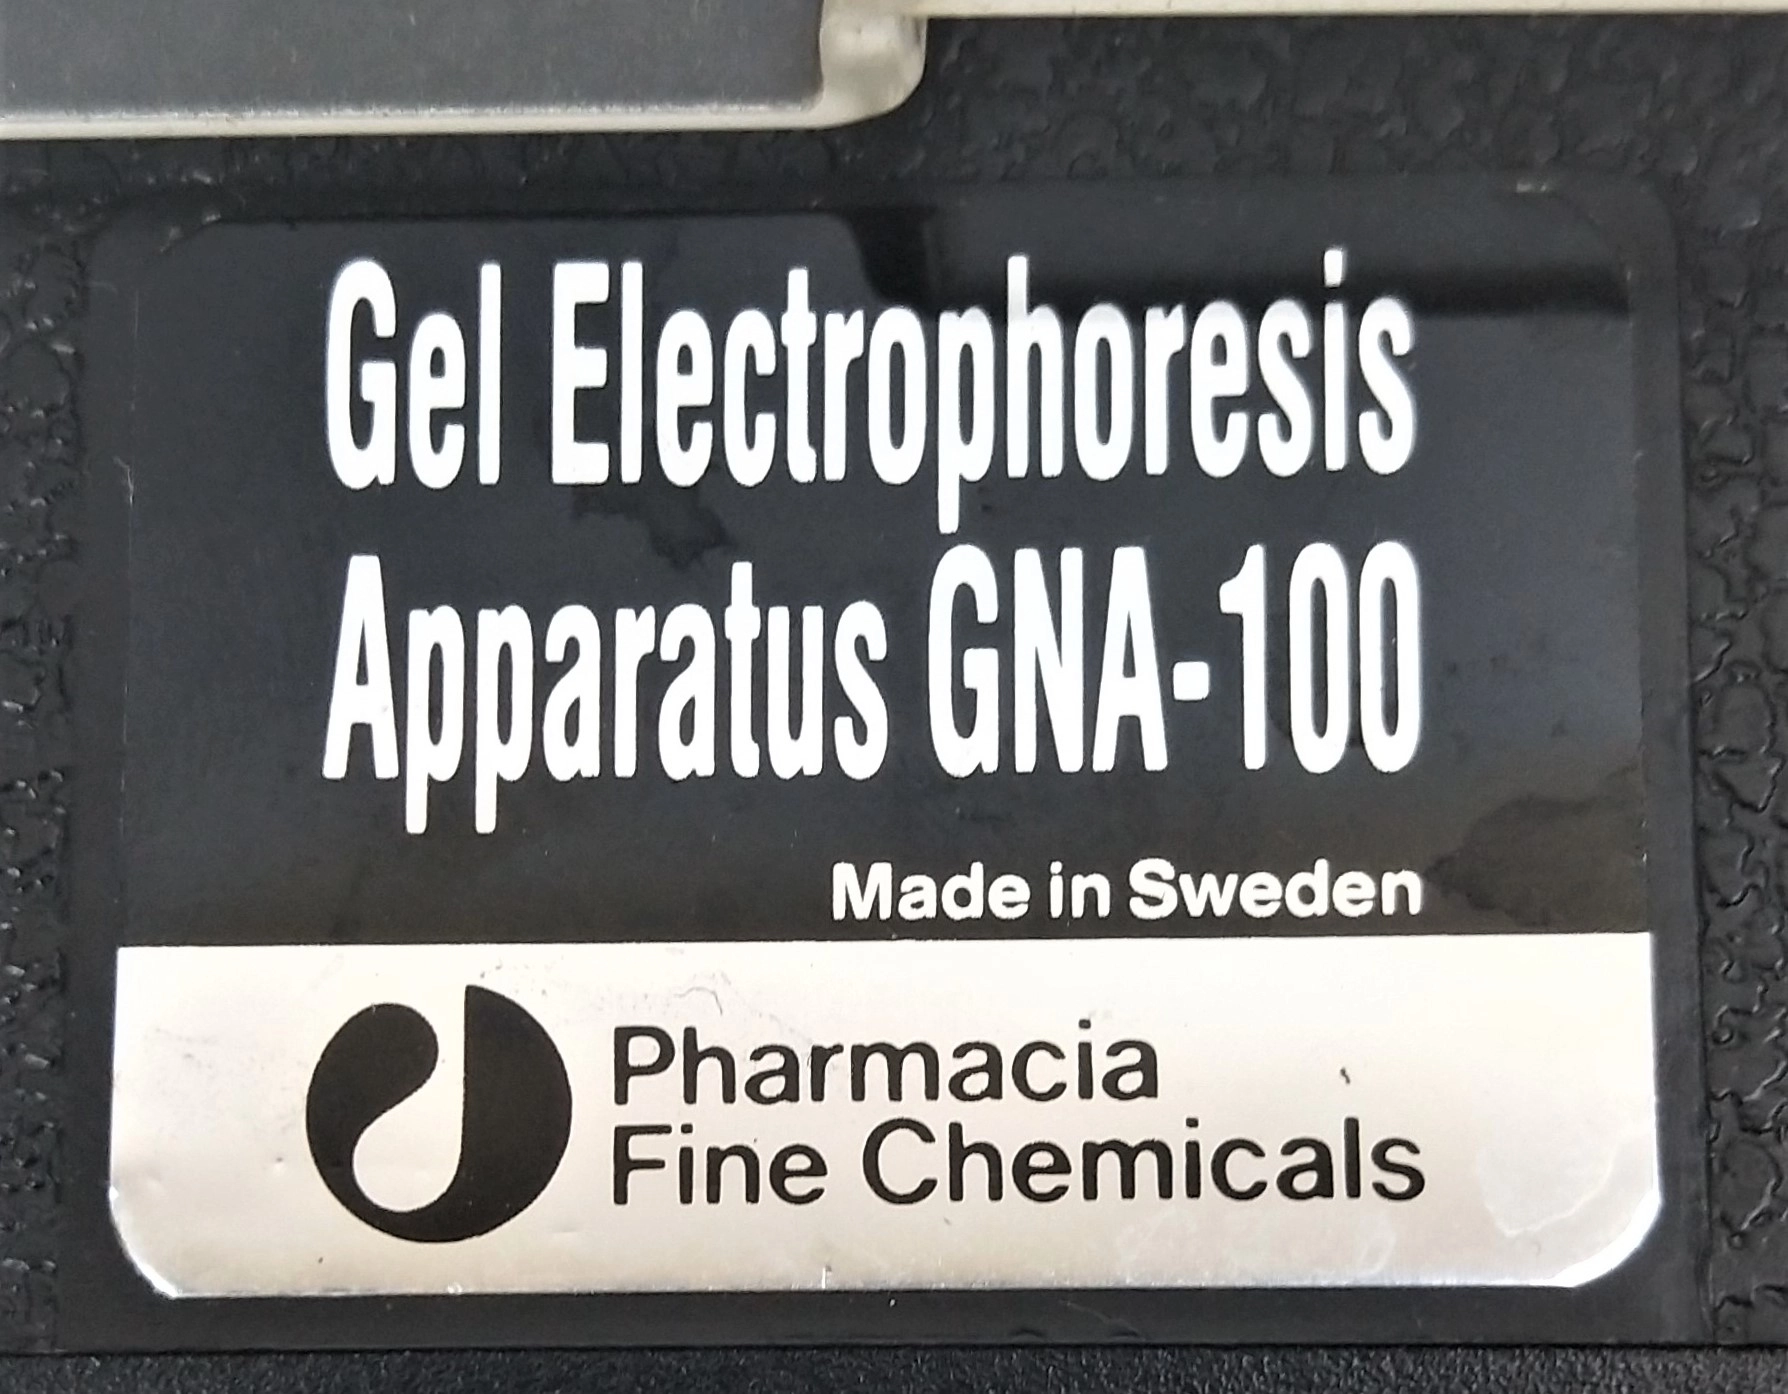 Gel Electrophoresis
Apparatus GNA-100
Made in Sweden
Pharmacia
Fine Chemicals